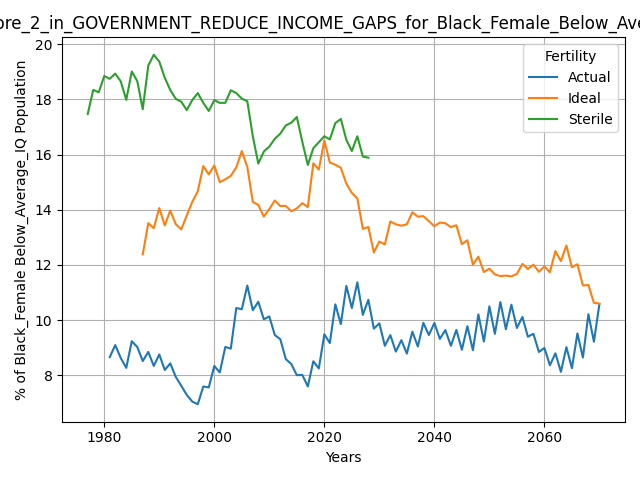 ore_2_in_GOVERNMENT_REDUCE_INCOME_GAPS_for_Black_Female_Below_Ave
Fertility
Actual
Ideal
Sterile
% of Black_Female Below_Average_IQ Population
20
18
16
14
12
10
8
1980
2000
2020
2040
2060
Years